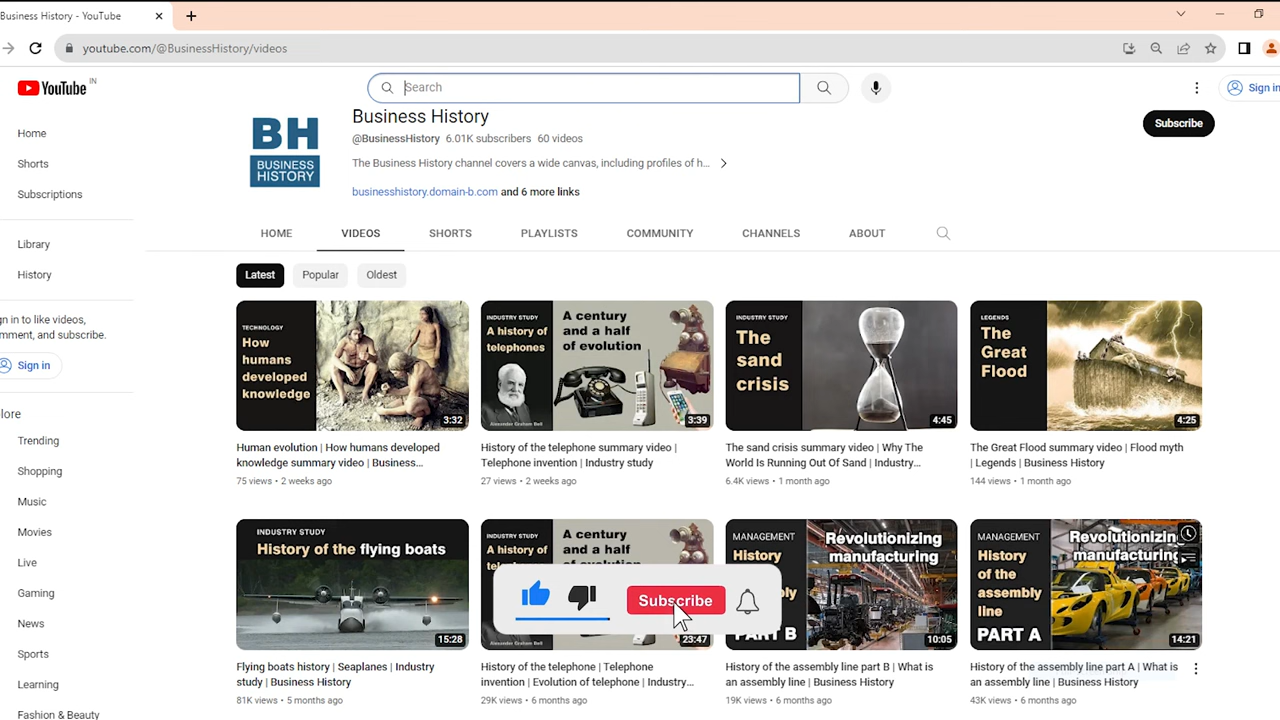 Business History - YouTube
youtube.com/@BusinessHistory/videos
YouTube IN
Search
Sign in
Home
Shorts
Subscriptions
Library
History
gn in to like videos,
mment, and subscribe.
Sign in
lore
Trending
Shopping
Music
Movies
Live
Gaming
News
Sports
Learning
Fashion & Beauty
BH
BUSINESS
HISTORY
Business History
@BusinessHistory 6.01K subscribers 60 videos
The Business History channel covers a wide canvas, including profiles of h...
businesshistory.domain-b.com and 6 more links
Subscribe
HOME VIDEOS SHORTS PLAYLISTS COMMUNITY CHANNELS ABOUT
Latest Popular Oldest
TECHNOLOGY
How
humans
developed
knowledge
3:32
Human evolution | How humans developed
knowledge summary video | Business...
75 views • 2 weeks ago
INDUSTRY STUDY
A history of
telephones
Alexander Graham Bell
A century
and a half
of evolution
3:39
History of the telephone summary video |
Telephone invention | Industry study
27 views • 2 weeks ago
INDUSTRY STUDY
The
sand
crisis
4:45
The sand crisis summary video | Why The
World Is Running Out Of Sand | Industry...
6.4K views • 1 month ago
LEGENDS
The
Great
Flood
4:25
The Great Flood summary video | Flood myth
| Legends | Business History
144 views • 1 month ago
INDUSTRY STUDY
History of the flying boats
15:28
Flying boats history | Seaplanes | Industry
study | Business History
81K views • 5 months ago
INDUSTRY STUDY
A history of
A century
and a half
23:47
History of the telephone | Telephone
invention | Evolution of telephone | Industry...
29K views • 6 months ago
MANAGEMENT
History
PART B
Revolutionizing
manufacturing
10:05
History of the assembly line part B | What is
an assembly line | Business History
19K views • 6 months ago
MANAGEMENT
History
of the
assembly
line
PART A
Revolutionizing
manufacturing
14:21
History of the assembly line part A | What is
an assembly line | Business History
43K views • 6 months ago
Subscribe